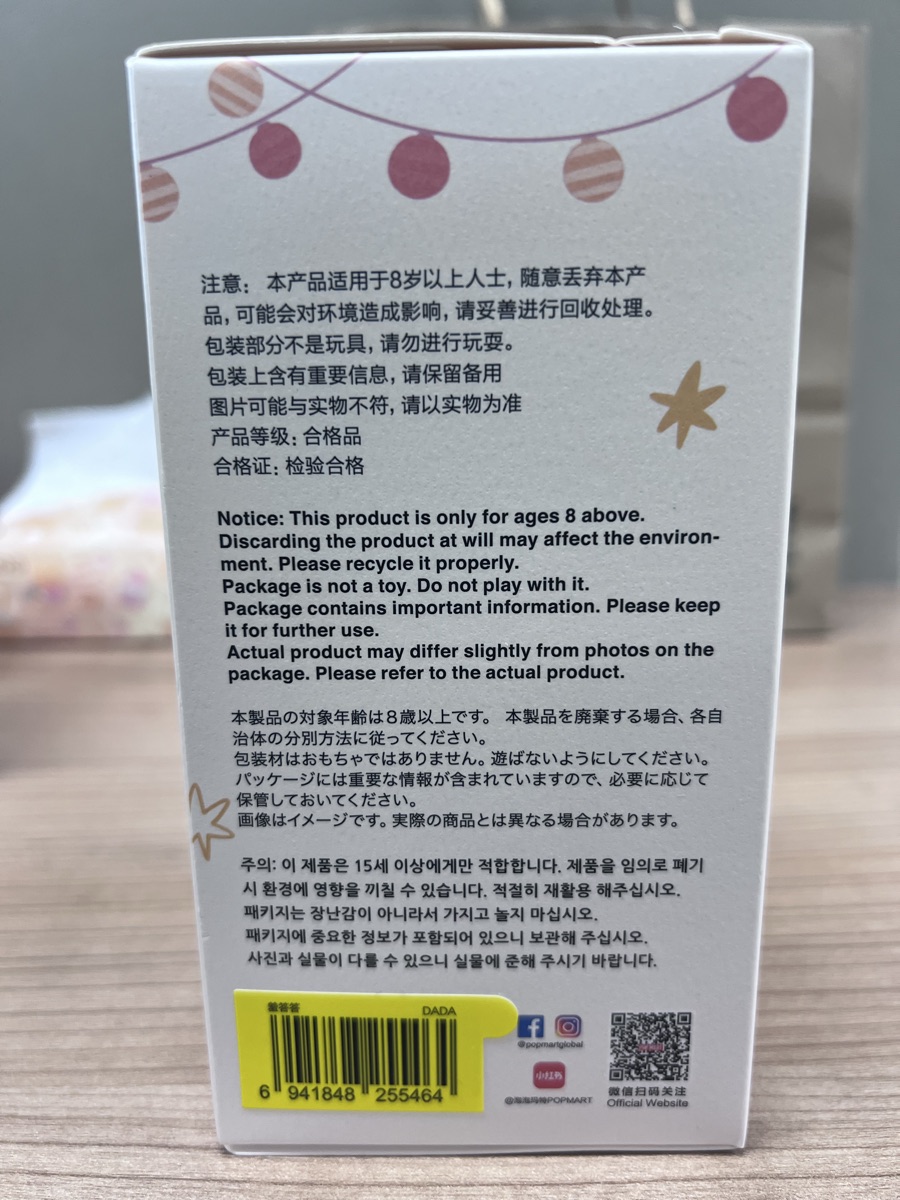 注意： 本产品适用于8岁以上人士, 随意丢弃本产
品, 可能会对环境造成影响, 请妥善进行回收处理。
包装部分不是玩具, 请勿进行玩耍。
包装上含有重要信息, 请保留备用
图片可能与实物不符, 请以实物为准
产品等级: 合格品
合格证: 检验合格
Notice: This product is only for ages 8 above.
Discarding the product at will may affect the environ-
ment. Please recycle it properly.
Package is not a toy. Do not play with it.
Package contains important information. Please keep
it for further use.
Actual product may differ slightly from photos on the
package. Please refer to the actual product.
本製品の対象年齢は８歳以上です。 本製品を廃棄する場合、各自
治体の分別方法に従ってください。
包装材はおもちゃではありません。遊ばないようにしてください。
パッケージには重要な情報が含まれていますので、必要に応じて
保管しておいてください。
画像はイメージです。実際の商品とは異なる場合があります。
주의: 이 제품은 15세 이상에게만 적합합니다. 제품을 임의로 폐기
시 환경에 영향을 끼칠 수 있습니다. 적절히 재활용 해주십시오.
패키지는 장난감이 아니라서 가지고 놀지 마십시오.
패키지에 중요한 정보가 포함되어 있으니 보관해 주십시오.
사진과 실물이 다를 수 있으니 실물에 준해 주시기 바랍니다.
DADA
6 941848 255464
@popmartglobal
小红书
@泡泡玛特POPMART
微信扫码关注
Official Website